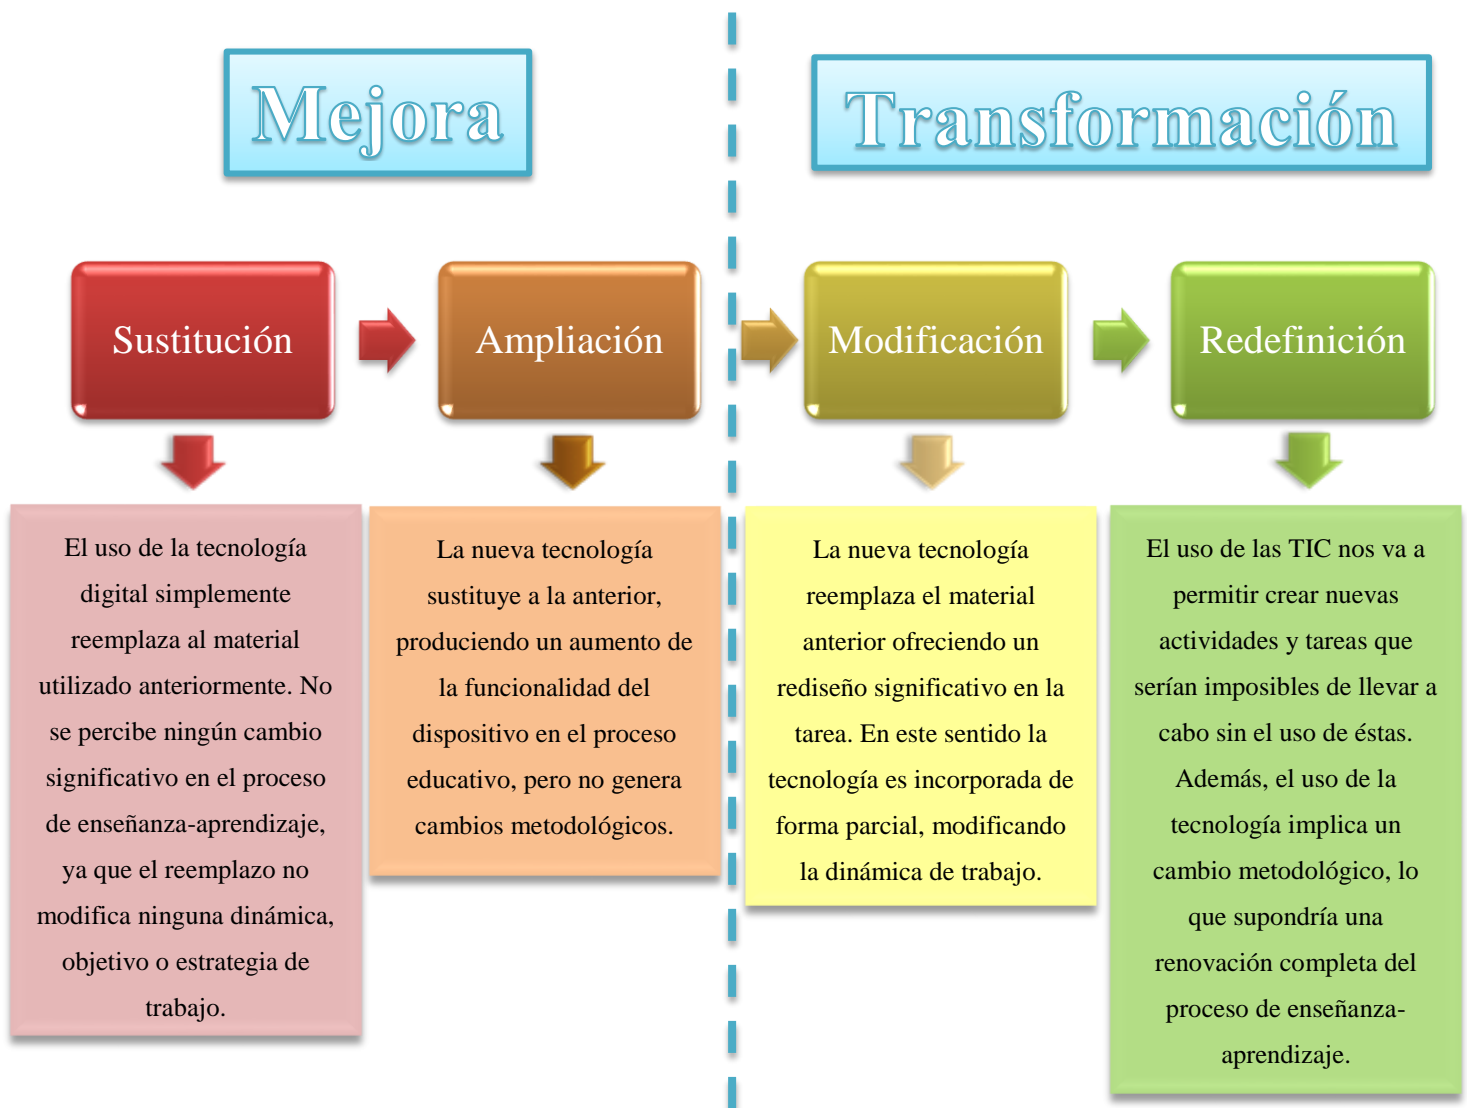 Mejora
Transformación
Sustitución
Ampliación
Modificación
Redefinición
El uso de la tecnología
digital simplemente
reemplaza al material
utilizado anteriormente. No
se percibe ningún cambio
significativo en el proceso
de enseñanza-aprendizaje,
ya que el reemplazo no
modifica ninguna dinámica,
objetivo o estrategia de
trabajo.
La nueva tecnología
sustituye a la anterior,
produciendo un aumento de
la funcionalidad del
dispositivo en el proceso
educativo, pero no genera
cambios metodológicos.
La nueva tecnología
reemplaza el material
anterior ofreciendo un
rediseño significativo en la
tarea. En este sentido la
tecnología es incorporada de
forma parcial, modificando
la dinámica de trabajo.
El uso de las TIC nos va a
permitir crear nuevas
actividades y tareas que
serían imposibles de llevar a
cabo sin el uso de éstas.
Además, el uso de la
tecnología implica un
cambio metodológico, lo
que supondría una
renovación completa del
proceso de enseñanza-
aprendizaje.